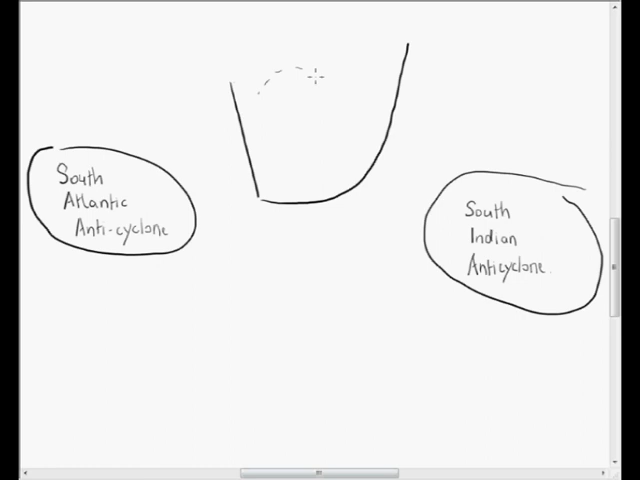 South
Atlantic
Anti-cyclone
South
Indian
Anticyclone.